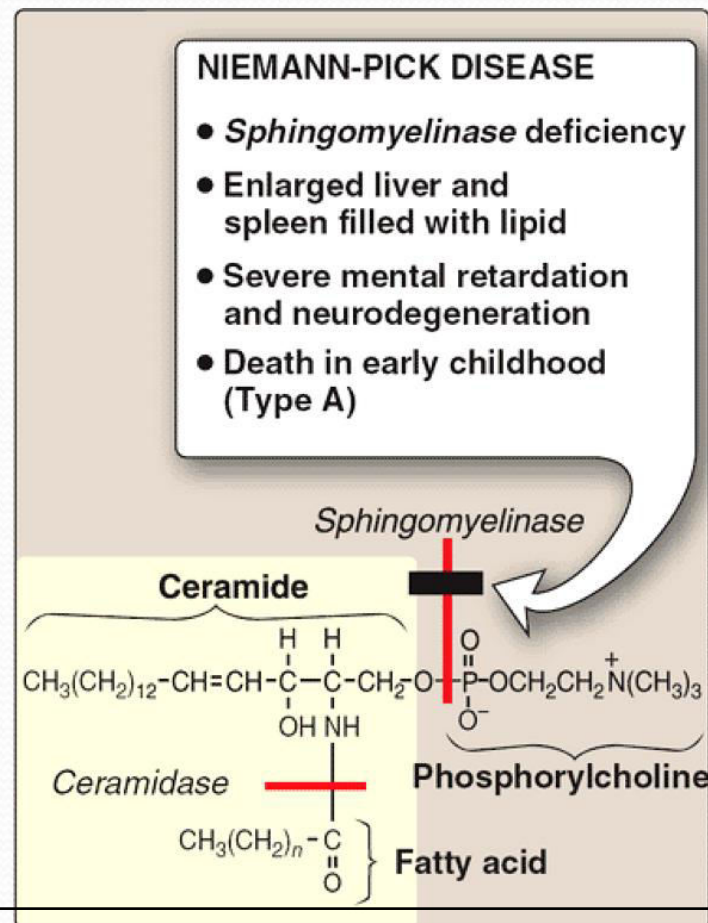 NIEMANN-PICK DISEASE
• Sphingomyelinase deficiency
• Enlarged liver and
spleen filled with lipid
• Severe mental retardation
and neurodegeneration
• Death in early childhood
(Type A)
Sphingomyelinase
Ceramide
H H O
CH₃(CH₂)₁₂-CH=CH-C-C-CH₂-O-P-OCH₂CH₂N⁺(CH₃)₃
OH NH O⁻
Ceramidase
Phosphorylcholine
CH₃(CH₂)ₙ-C
O
Fatty acid